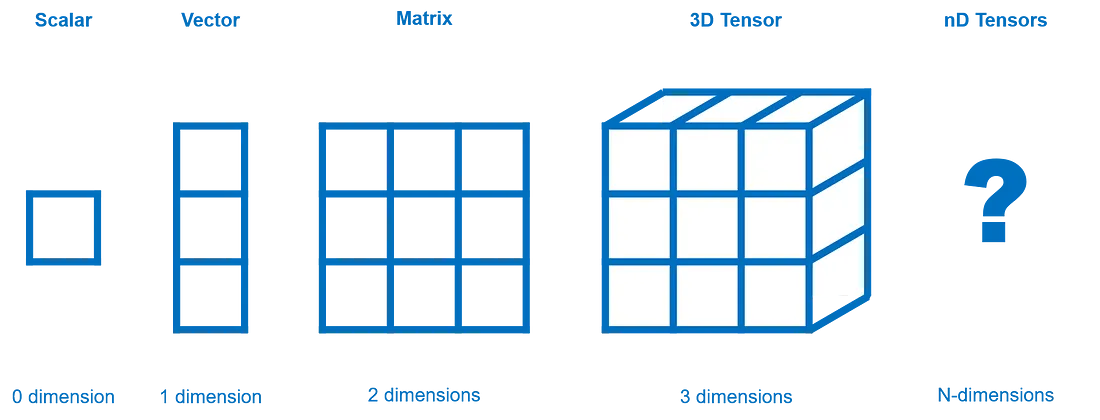 Scalar
Vector
Matrix
3D Tensor
nD Tensors
?
0 dimension
1 dimension
2 dimensions
3 dimensions
N-dimensions